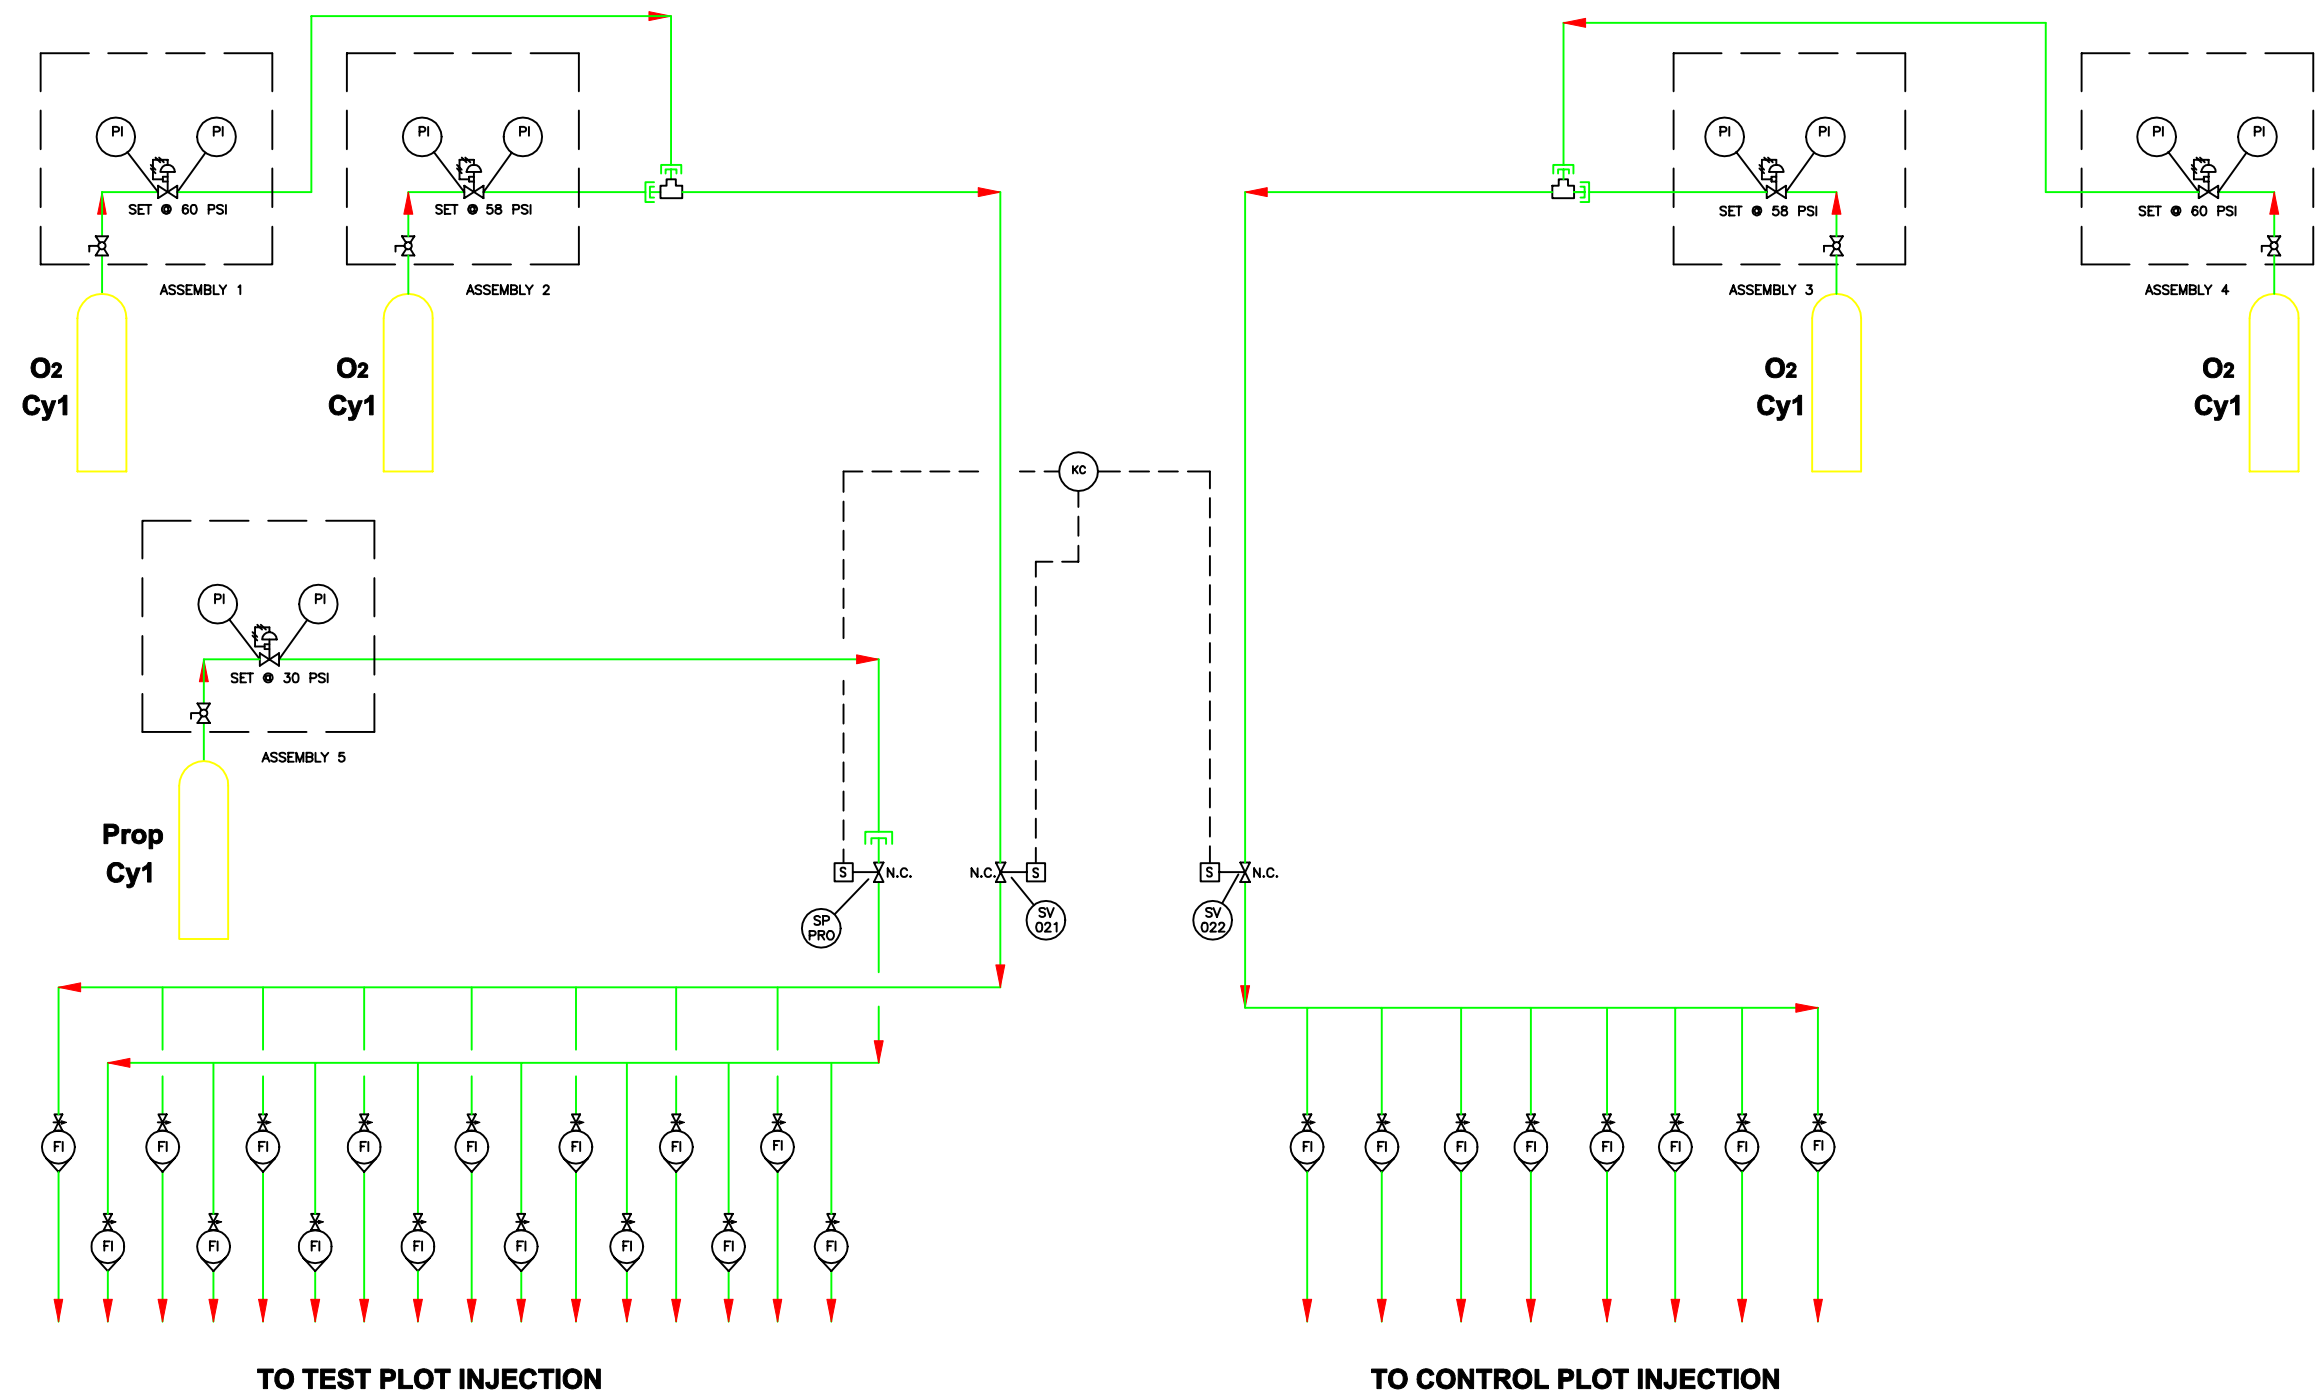 PI PI PI PI PI PI PI PI
SET @ 60 PSI SET @ 58 PSI SET @ 58 PSI SET @ 60 PSI
ASSEMBLY 1 ASSEMBLY 2 ASSEMBLY 3 ASSEMBLY 4
O2 O2 O2 O2
Cy1 Cy1 Cy1 Cy1
KC
PI PI
SET @ 30 PSI
ASSEMBLY 5
Prop
Cy1
S N.C. N.C. S S N.C.
SP
PRO
SV
021
SV
022
FI FI FI FI FI FI FI FI FI FI FI FI FI FI FI FI
FI FI FI FI FI FI FI FI
TO TEST PLOT INJECTION TO CONTROL PLOT INJECTION